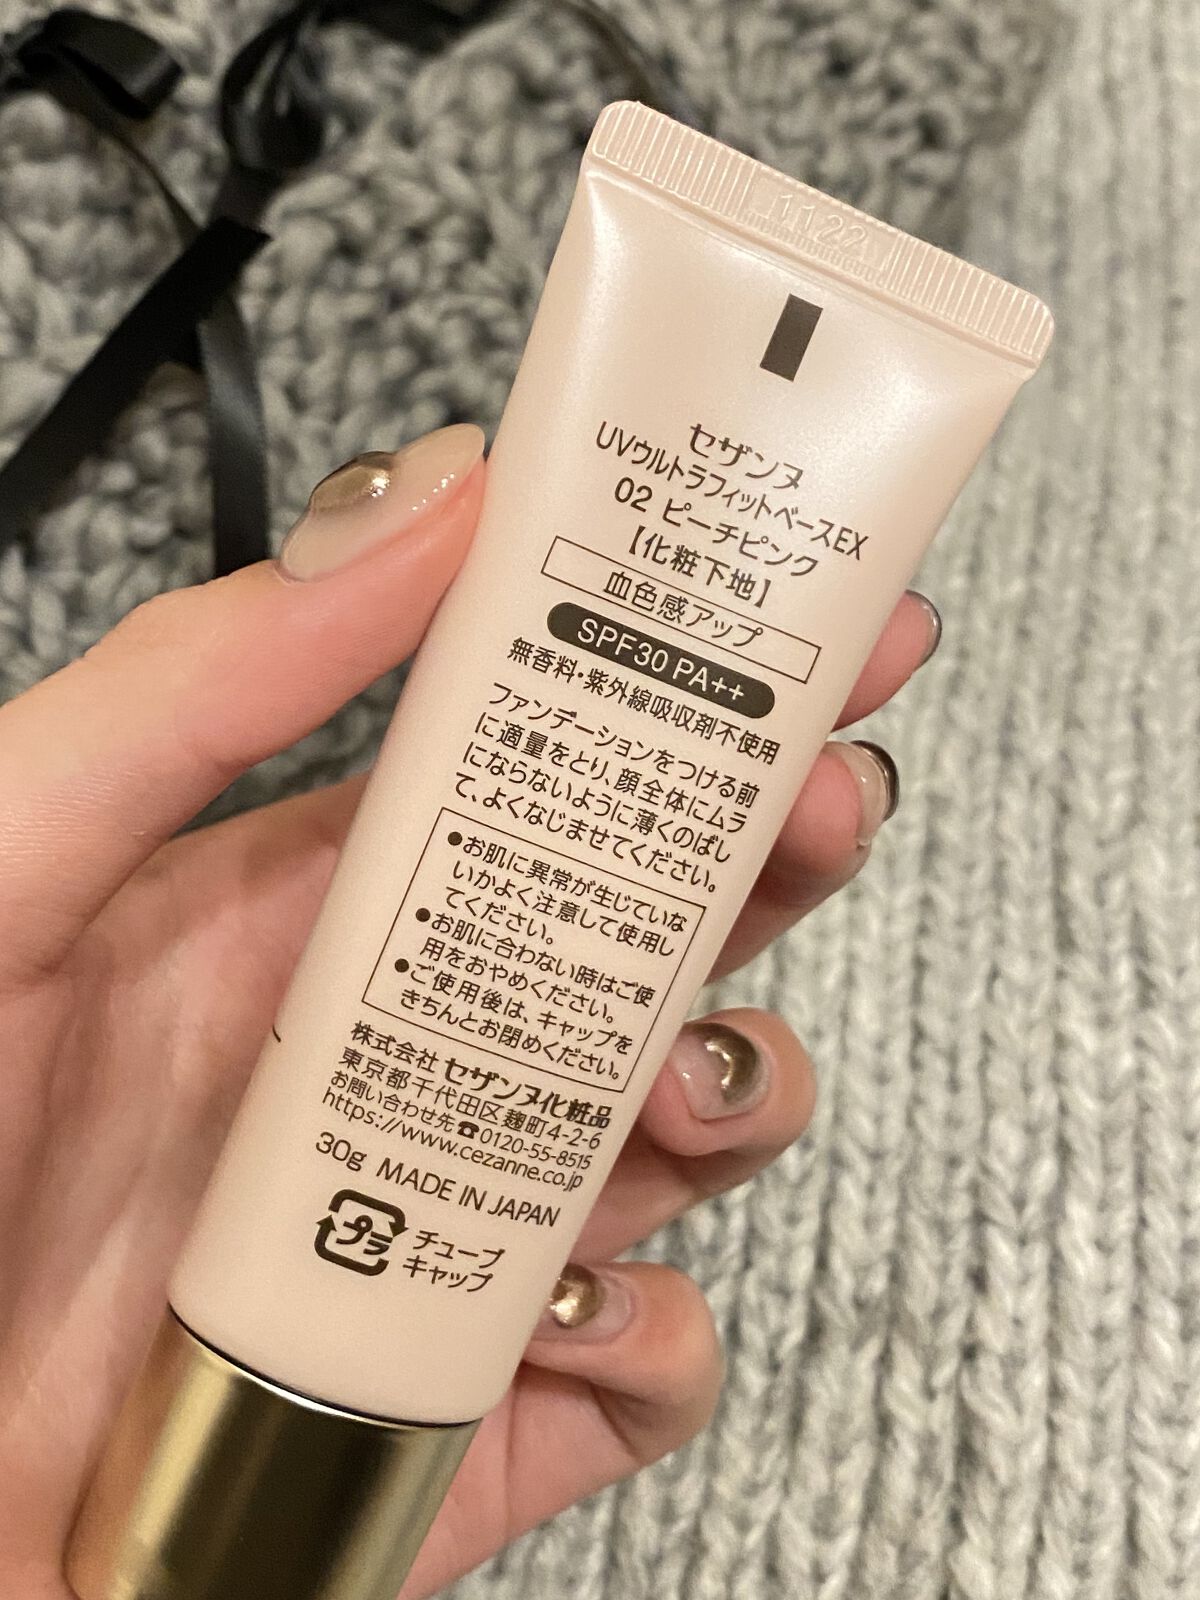 1122
セザンヌ
UVウルトラフィットベースEX
02 ピーチピンク
【化粧下地】
血色感アップ
SPF30 PA++
無香料・紫外線吸収剤不使用
ファンデーションをつける前
に適量をとり、顔全体にムラ
にならないように薄くのばし
て、よくなじませてください。
●お肌に異常が生じていな
いかよく注意して使用し
てください。
●お肌に合わない時はご使
用をおやめください。
●ご使用後は、キャップを
きちんとお閉めください。
株式会社 セザンヌ化粧品
東京都千代田区麹町4-2-6
お問い合わせ先☎0120-55-8515
https://www.cezanne.co.jp
30g MADE IN JAPAN
プラ チューブ
キャップ